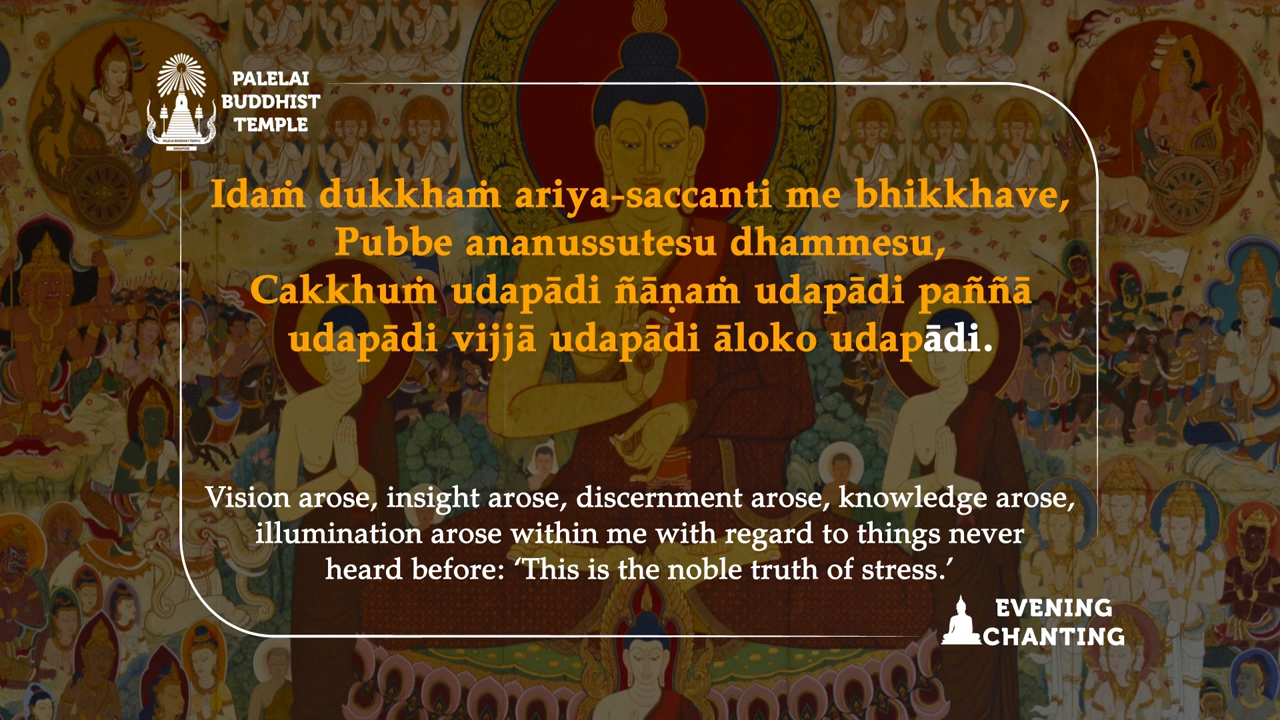 PALELAI
BUDDHIST
TEMPLE
Idaṁ dukkhaṁ ariya-saccanti me bhikkhave,
Pubbe ananussutesu dhammesu,
Cakkhuṁ udapādi ñāṇaṁ udapādi paññā
udapādi vijjā udapādi āloko udapādi.
Vision arose, insight arose, discernment arose, knowledge arose,
illumination arose within me with regard to things never
heard before: ‘This is the noble truth of stress.’
EVENING
CHANTING